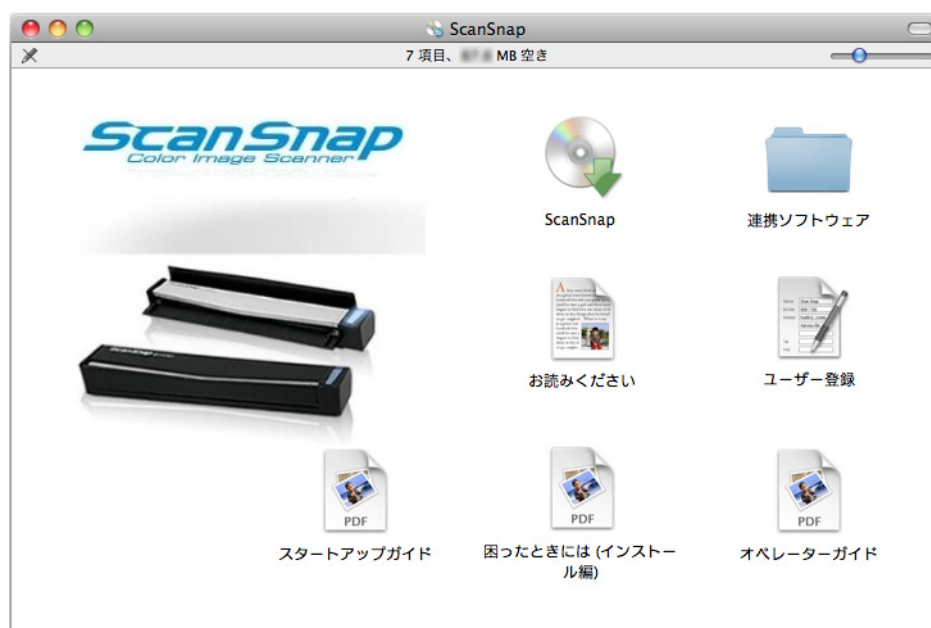 ScanSnap
7 項目、 MB 空き
ScanSnap
Color Image Scanner
ScanSnap
連携ソフトウェア
お読みください
ユーザー登録
PDF
PDF
PDF
スタートアップガイド
困ったときには (インストー
ル編)
オペレーターガイド